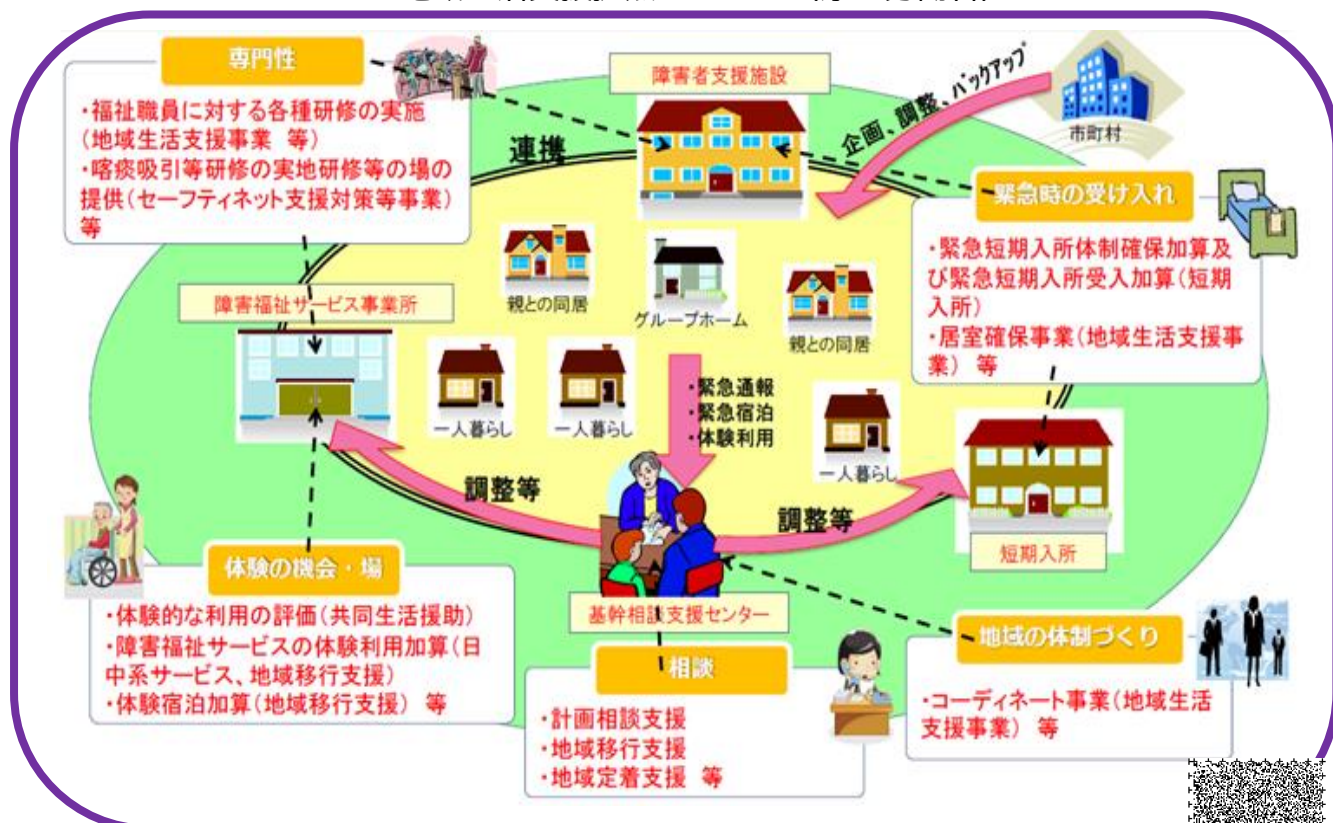 専門性
・福祉職員に対する各種研修の実施
(地域生活支援事業 等)
・喀痰吸引等研修の実地研修等の場の
提供(セーフティネット支援対策等事業)
等
障害者支援施設
企画、調整、バックアップ
市町村
連携
緊急時の受け入れ
・緊急短期入所体制確保加算及
び緊急短期入所受入加算(短期
入所)
・居室確保事業(地域生活支援事
業) 等
障害福祉サービス事業所
親との同居
グループホーム
親との同居
一人暮らし
一人暮らし
・緊急通報
・緊急宿泊
・体験利用
一人暮らし
調整等
調整等
短期入所
基幹相談支援センター
体験の機会・場
・体験的な利用の評価(共同生活援助)
・障害福祉サービスの体験利用加算(日
中系サービス、地域移行支援)
・体験宿泊加算(地域移行支援) 等
相談
・計画相談支援
・地域移行支援
・地域定着支援 等
地域の体制づくり
・コーディネート事業(地域生活
支援事業) 等